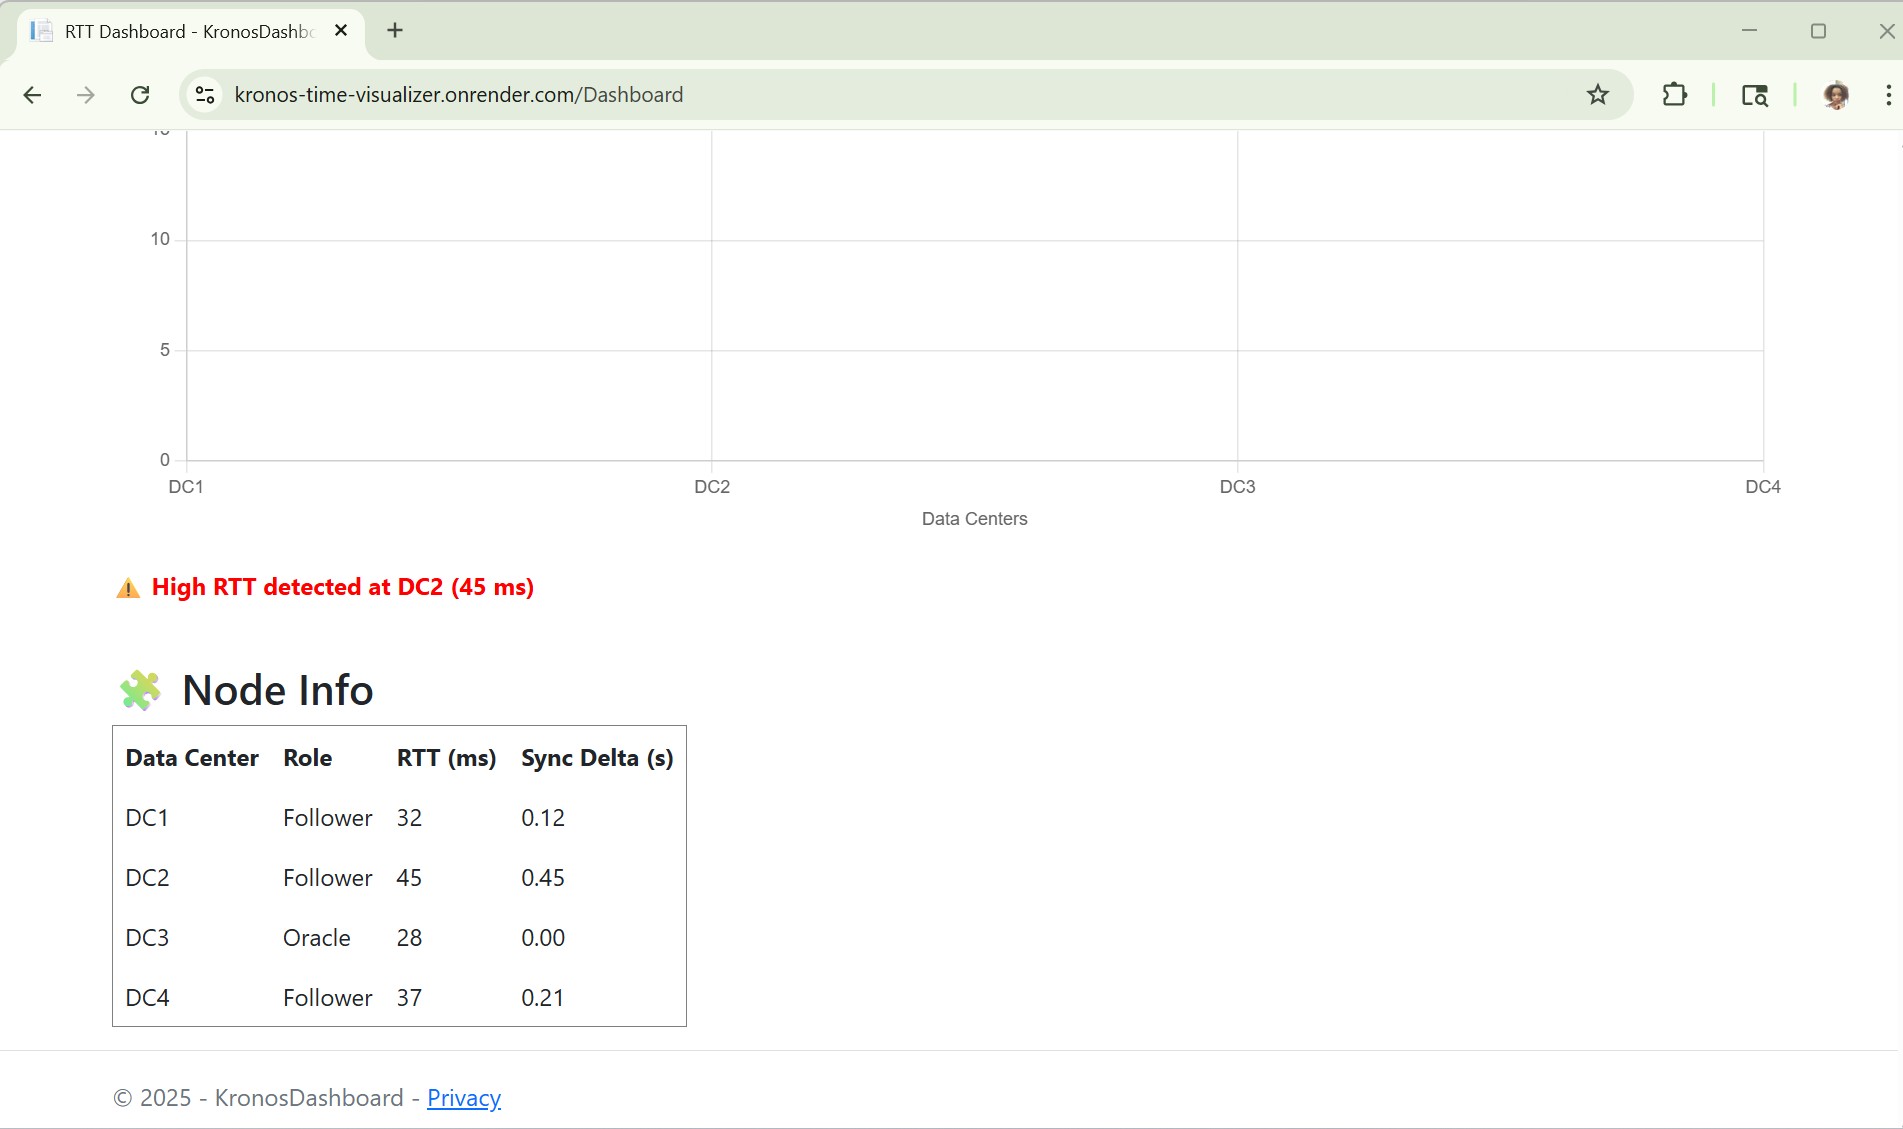 RTT Dashboard - KronosDashbo
kronos-time-visualizer.onrender.com/Dashboard
10
5
0
DC1 DC2 DC3 DC4
Data Centers
High RTT detected at DC2 (45 ms)
Node Info
Data Center Role RTT (ms) Sync Delta (s)
DC1 Follower 32 0.12
DC2 Follower 45 0.45
DC3 Oracle 28 0.00
DC4 Follower 37 0.21
© 2025 - KronosDashboard - Privacy